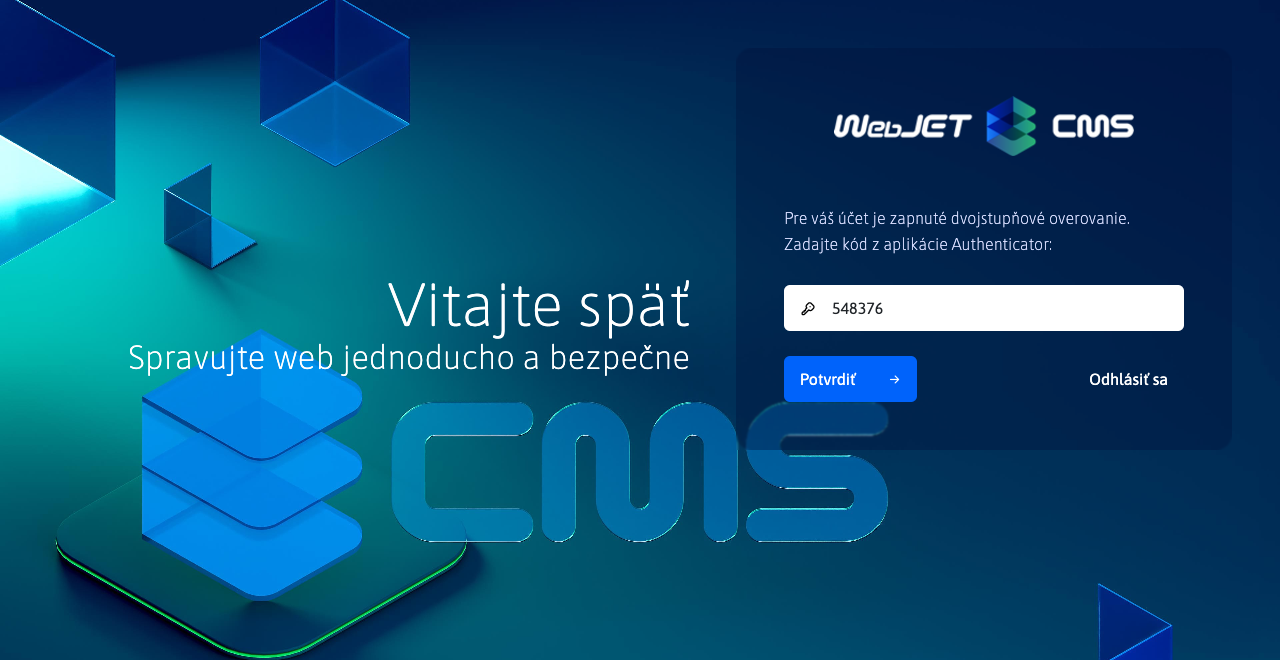 WebJET CMS
Pre váš účet je zapnuté dvojstupňové overovanie.
Zadajte kód z aplikácie Authenticator:
548376
Potvrdiť
Odhlásiť sa
Vitajte späť
Spravujte web jednoducho a bezpečne
CMS